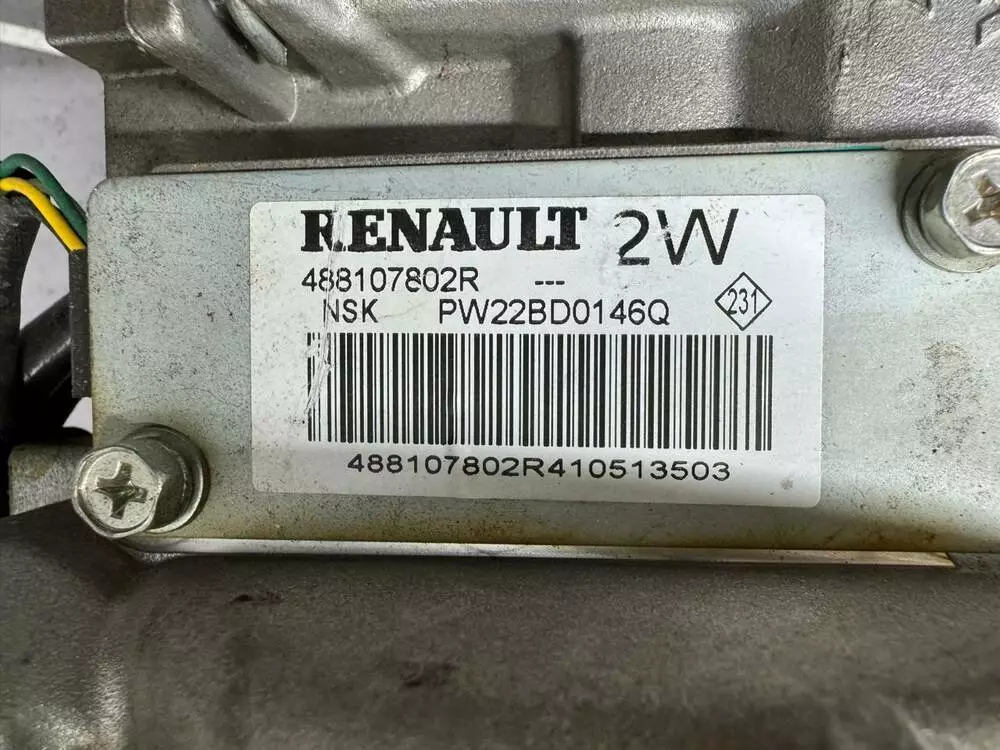 RENAULT 2W
488107802R ---
NSK PW22BD0146Q
231
488107802R410513503